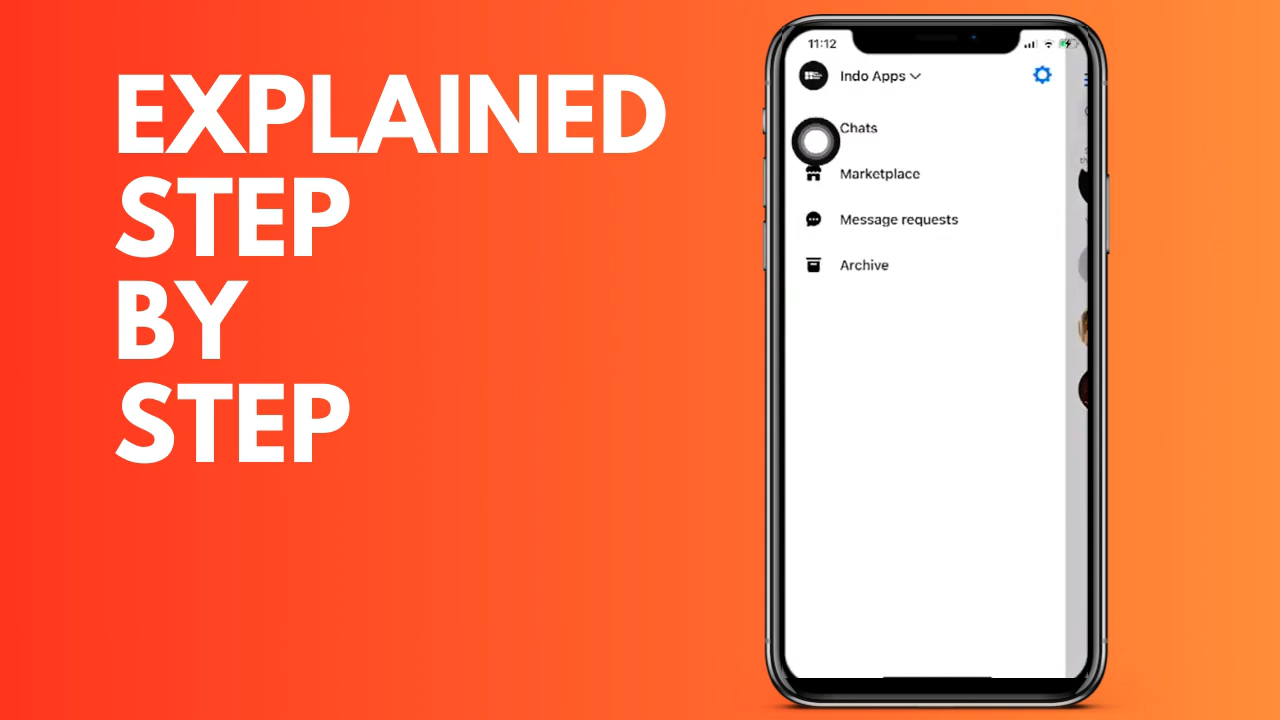 EXPLAINED
STEP
BY
STEP
11:12
Indo Apps
Chats
Marketplace
Message requests
Archive